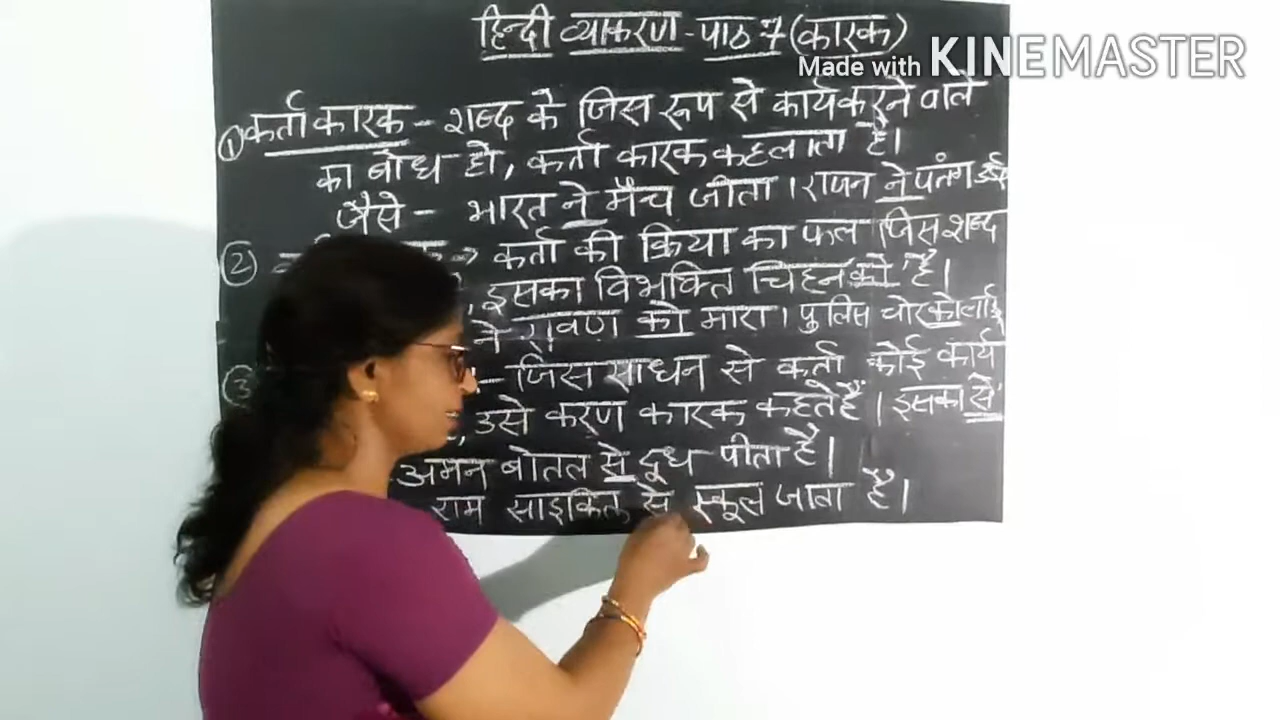 हिन्दी व्याकरण - पाठ 7 (कारक)
Made with KINEMASTER
① कर्ता कारक - शब्द के जिस रूप से कार्य करने वाले
का बोध हो, कर्ता कारक कहलाता है।
जैसे - भारत ने मैच जीता। राजन ने पतंग
② कर्ता की क्रिया का फल जिस शब्द
, इसका विभक्ति चिहन 'को' है।
ने रावण को मारा। पुलिस चोर को लाई
③ - जिस साधन से कर्ता कोई कार्य
, उसे करण कारक कहते हैं। इसका 'से'
अमन बोतल से दूध पीता है।
राम साइकिल से स्कूल जाता है।